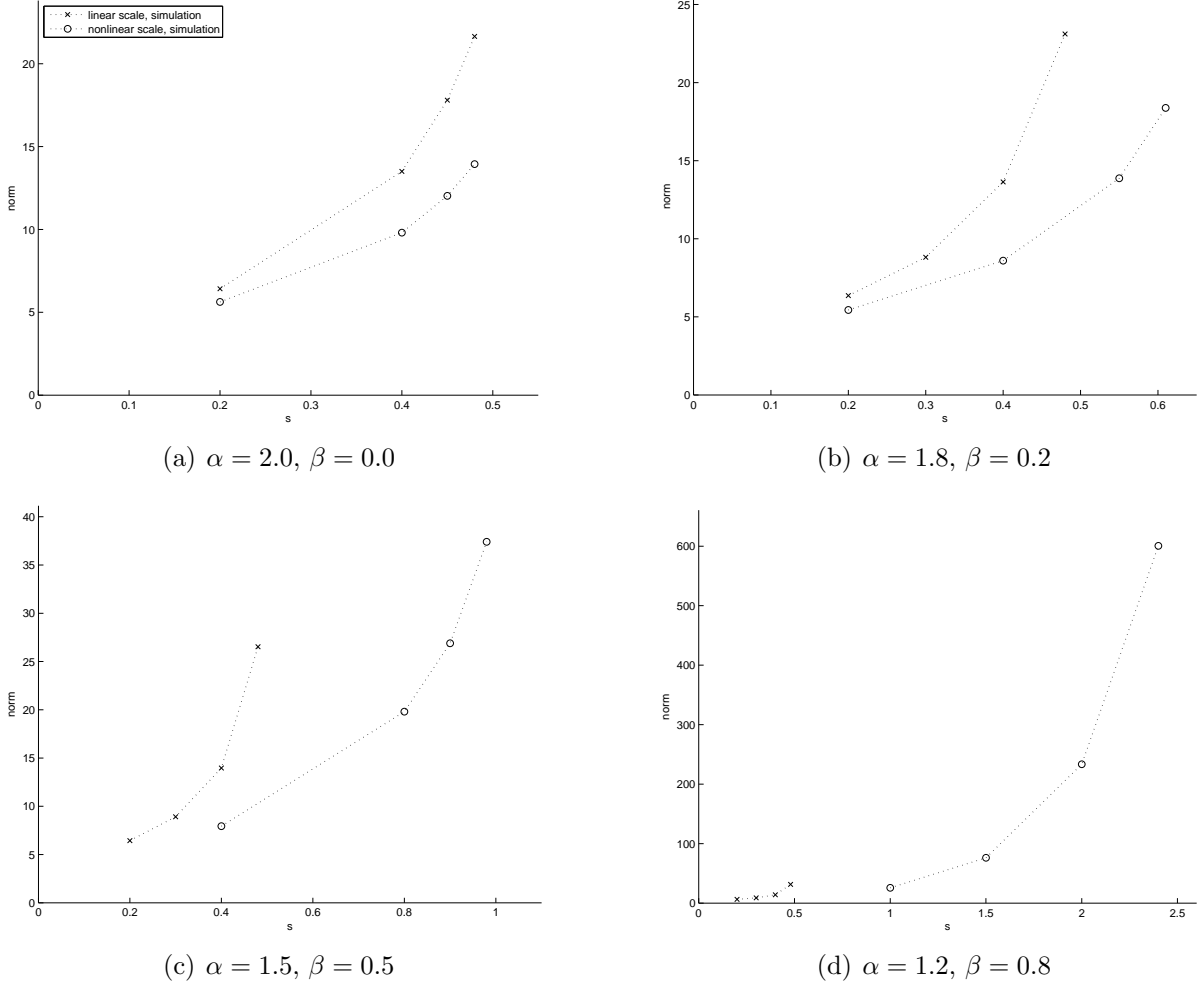 linear scale, simulation
nonlinear scale, simulation
20
15
10
5
0
norm
0 0.1 0.2 0.3 0.4 0.5
s
(a) α = 2.0, β = 0.0
25
20
15
10
5
0
norm
0 0.1 0.2 0.3 0.4 0.5 0.6
s
(b) α = 1.8, β = 0.2
40
35
30
25
20
15
10
5
0
norm
0 0.2 0.4 0.6 0.8 1
s
(c) α = 1.5, β = 0.5
600
500
400
300
200
100
0
norm
0 0.5 1 1.5 2 2.5
s
(d) α = 1.2, β = 0.8